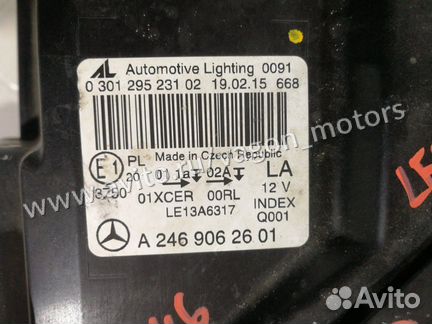 AL Automotive Lighting 0091
0 301 295 231 02 19.02.15 668
Made in Czech Republic
E1 PL
20 01 1a 02A LA
3750 01XCER 00RL 12 V
LE13A6317 INDEX
Q001
A 246 906 26 01
Avito